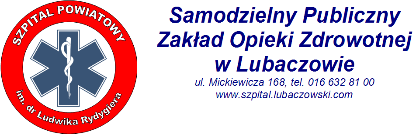 SZPITAL POWIATOWY
im. dr Ludwika Rydygiera
Samodzielny Publiczny
Zakład Opieki Zdrowotnej
w Lubaczowie
ul. Mickiewicza 168, tel. 016 632 81 00
www.szpital.lubaczowski.com